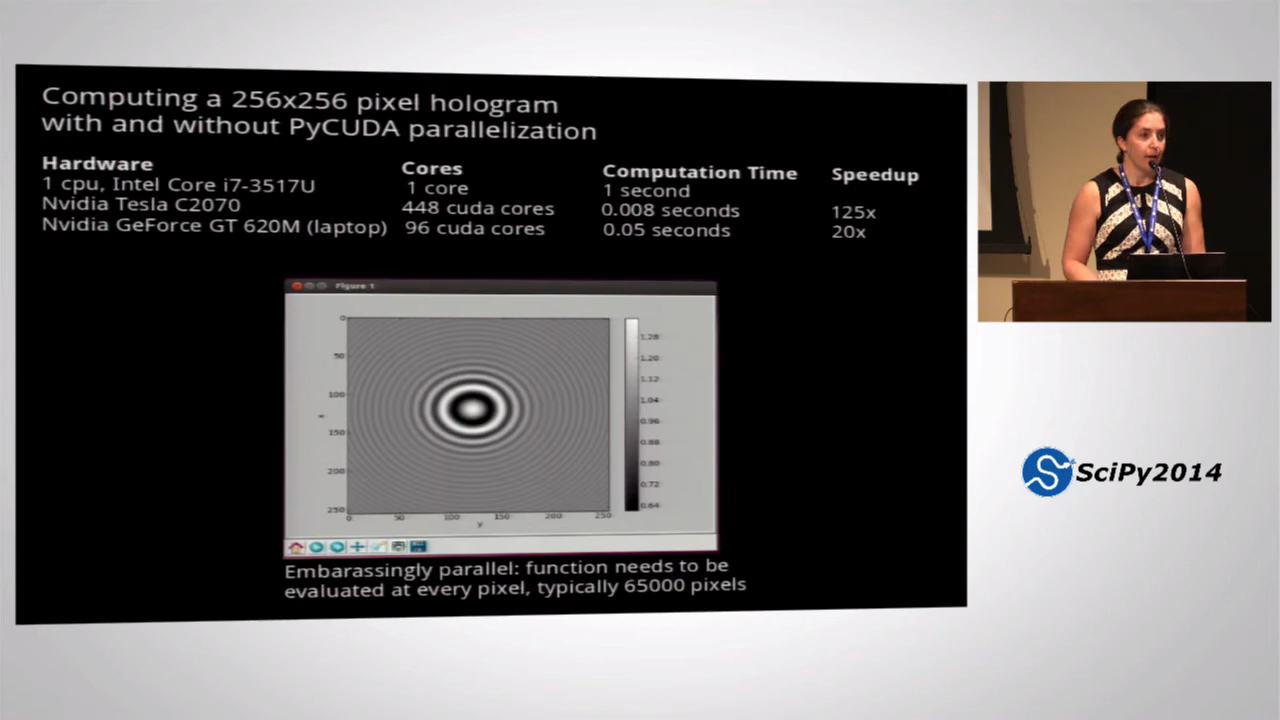 Computing a 256x256 pixel hologram
with and without PyCUDA parallelization
Hardware Cores Computation Time Speedup
1 cpu, Intel Core i7-3517U 1 core 1 second
Nvidia Tesla C2070 448 cuda cores 0.008 seconds 125x
Nvidia GeForce GT 620M (laptop) 96 cuda cores 0.05 seconds 20x
Figure 1
0
50
100
150
200
250
x
0 50 100 150 200 250
y
1.28
1.20
1.12
1.04
0.96
0.88
0.80
0.72
0.64
Embarassingly parallel: function needs to be
evaluated at every pixel, typically 65000 pixels
SciPy2014